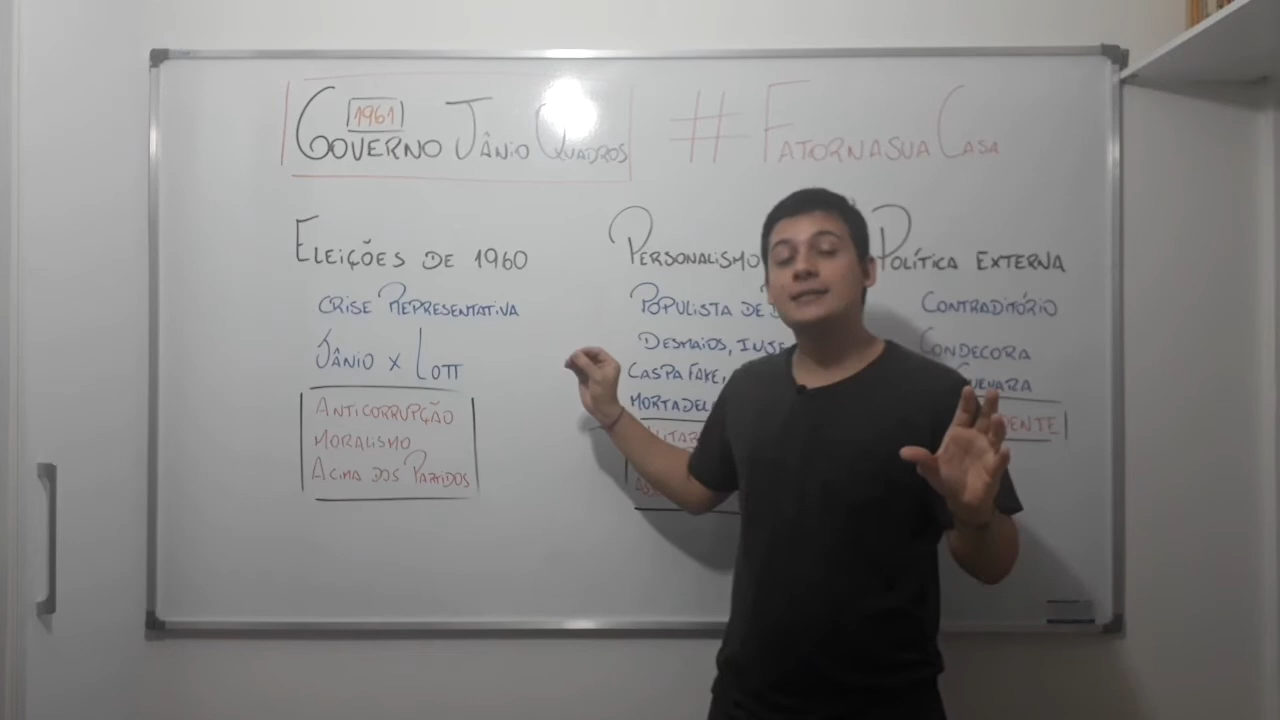 1961
GOVERNO JÂNIO QUADROS
#FATORNASUACASA
ELEIÇÕES DE 1960
CRISE REPRESENTATIVA
JÂNIO X LOTT
ANTICORRUPÇÃO
MORALISMO
ACIMA DOS PARTIDOS
PERSONALISMO
POPULISTA DE
DESMAIOS,
CASPA FAKE,
POLÍTICA EXTERNA
CONTRADITÓRIO
CONDECORA